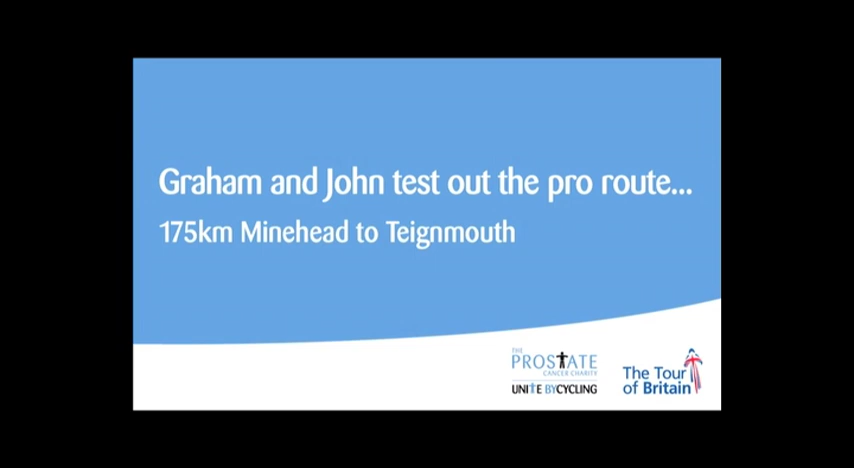 Graham and John test out the pro route...
175km Minehead to Teignmouth
THE
PROSTATE
CANCER CHARITY
UNITE BYCYCLING
The Tour
of Britain